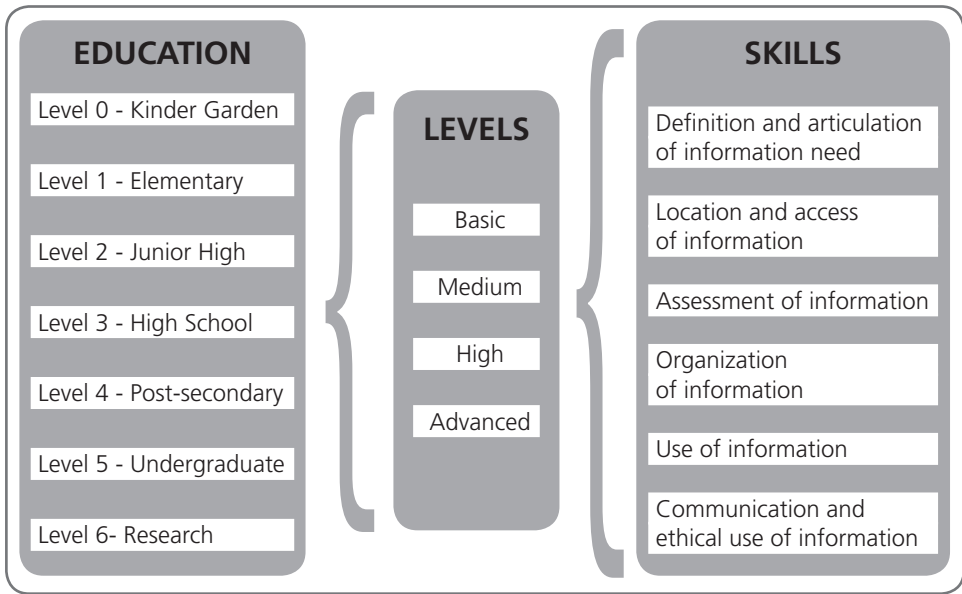 EDUCATION
Level 0 - Kinder Garden
Level 1 - Elementary
Level 2 - Junior High
Level 3 - High School
Level 4 - Post-secondary
Level 5 - Undergraduate
Level 6- Research
LEVELS
Basic
Medium
High
Advanced
SKILLS
Definition and articulation
of information need
Location and access
of information
Assessment of information
Organization
of information
Use of information
Communication and
ethical use of information